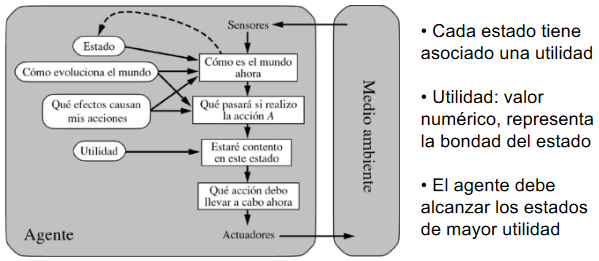 Sensores
Estado
Cómo es el mundo
ahora
Cómo evoluciona el mundo
Qué efectos causan
mis acciones
Qué pasará si realizo
la acción A
Utilidad
Estaré contento
en este estado
Qué acción debo
llevar a cabo ahora
Agente
Actuadores
Medio ambiente
• Cada estado tiene
asociado una utilidad
• Utilidad: valor
numérico, representa
la bondad del estado
• El agente debe
alcanzar los estados
de mayor utilidad